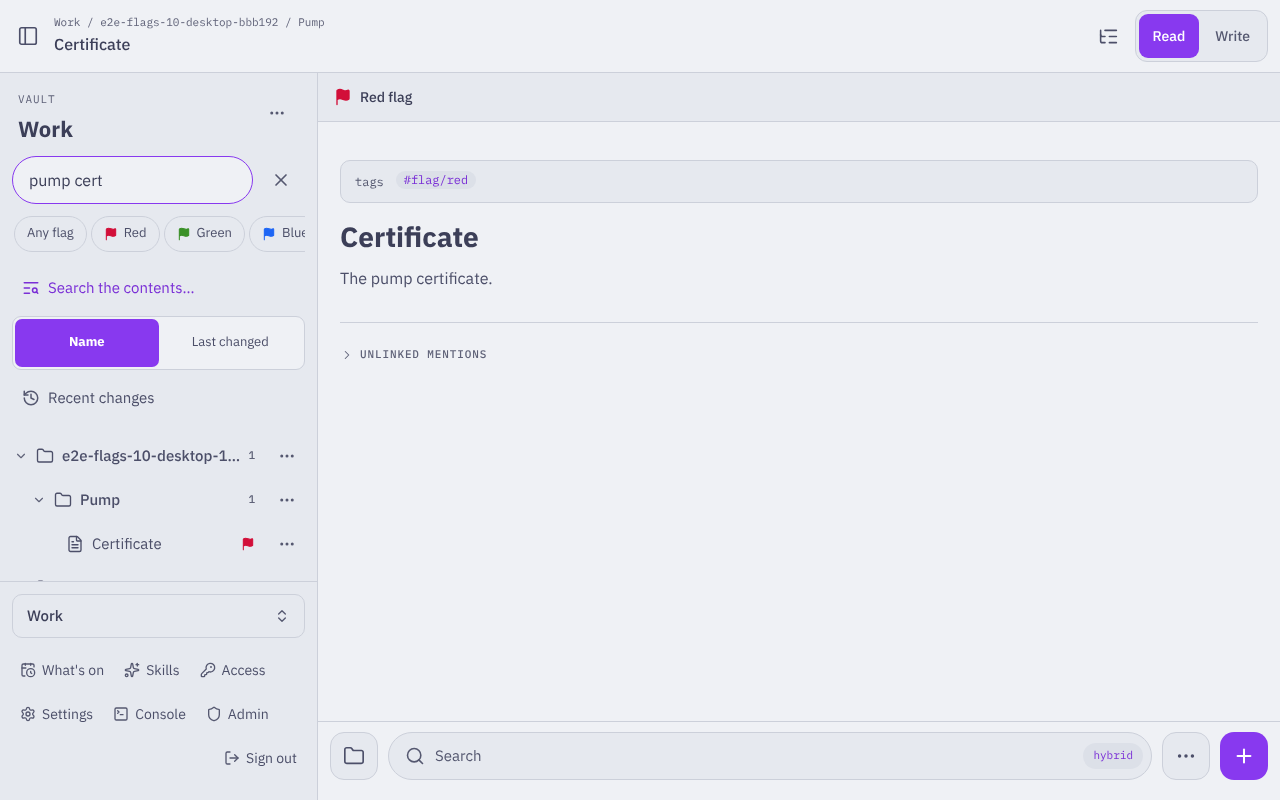 Work / e2e-flags-10-desktop-bbb192 / Pump
Certificate
Read
Write
VAULT
Work
pump cert
Any flag
Red
Green
Blue
Search the contents...
Name
Last changed
Recent changes
e2e-flags-10-desktop-1... 1
Pump 1
Certificate
Work
What's on
Skills
Access
Settings
Console
Admin
Sign out
Red flag
tags #flag/red
Certificate
The pump certificate.
UNLINKED MENTIONS
Search
hybrid